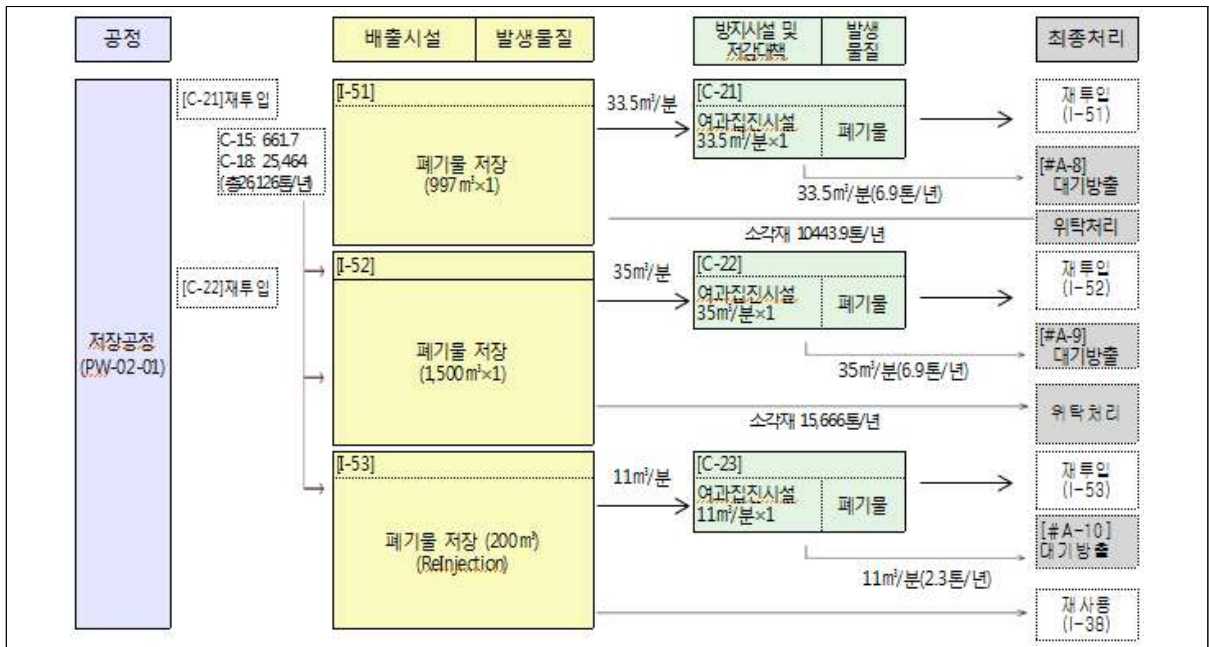 공정
배출시설
발생물질
방지시설 및
저감대책
발생
물질
최종처리
저장공정
(PW-02-01)
[C-21]재투입
C-15: 661.7
C-18: 25,464
(총26,126톤/년)
[C-22]재투입
[I-51]
폐기물 저장
(997㎥×1)
33.5㎥/분
[C-21]
여과집진시설
33.5㎥/분×1
폐기물
재투입
(I-51)
33.5㎥/분(6.9톤/년)
[#A-8]
대기방출
소각재 10443.9톤/년
위탁처리
[I-52]
폐기물 저장
(1,500㎥×1)
35㎥/분
[C-22]
여과집진시설
35㎥/분×1
폐기물
재투입
(I-52)
35㎥/분(6.9톤/년)
[#A-9]
대기방출
소각재 15,666톤/년
위탁처리
[I-53]
폐기물 저장 (200㎥)
(ReInjection)
11㎥/분
[C-23]
여과집진시설
11㎥/분×1
폐기물
재투입
(I-53)
11㎥/분(2.3톤/년)
[#A-10]
대기방출
재사용
(I-38)